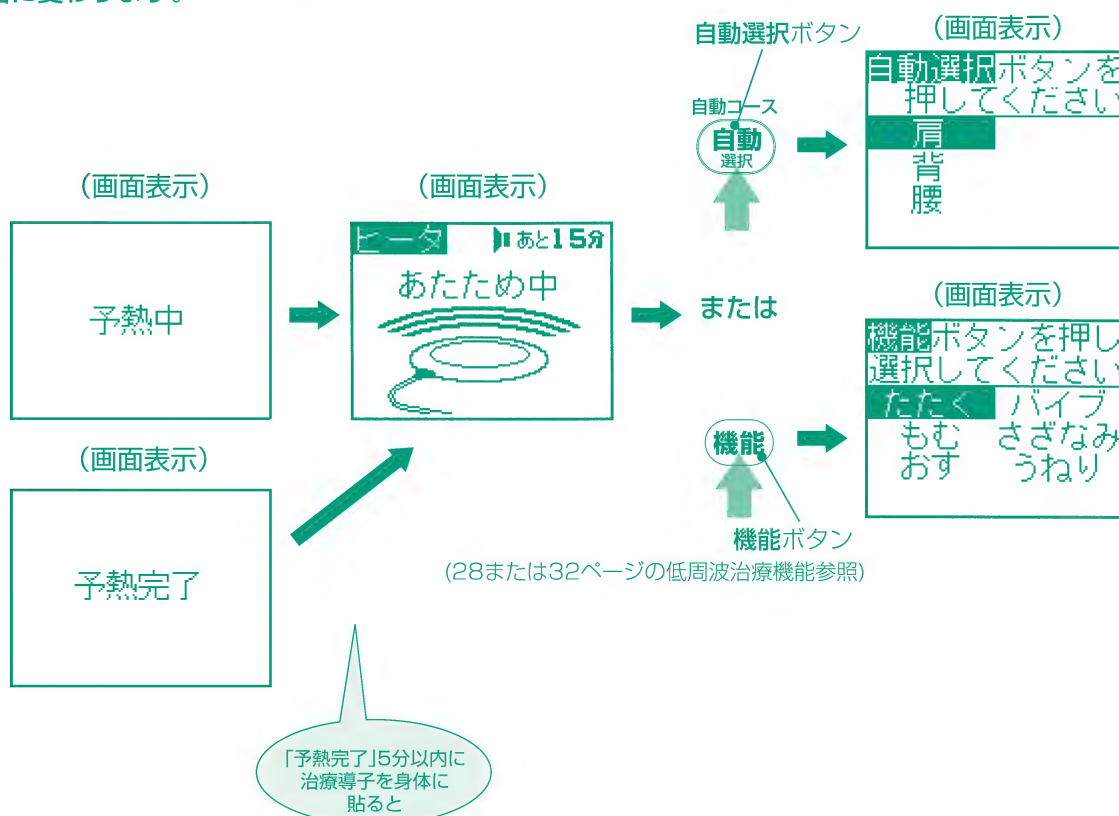 に変わります。
自動選択ボタン
自動コース
自動
選択
(画面表示)
自動選択ボタンを
押してください
肩
背
腰
(画面表示)
予熱中
(画面表示)
ヒータ あと15分
あたため中
または
(画面表示)
機能ボタンを押し
選択してください
たたく バイブ
もむ さざなみ
おす うねり
機能
機能ボタン
(28または32ページの低周波治療機能参照)
(画面表示)
予熱完了
「予熱完了」5分以内に
治療導子を身体に
貼ると